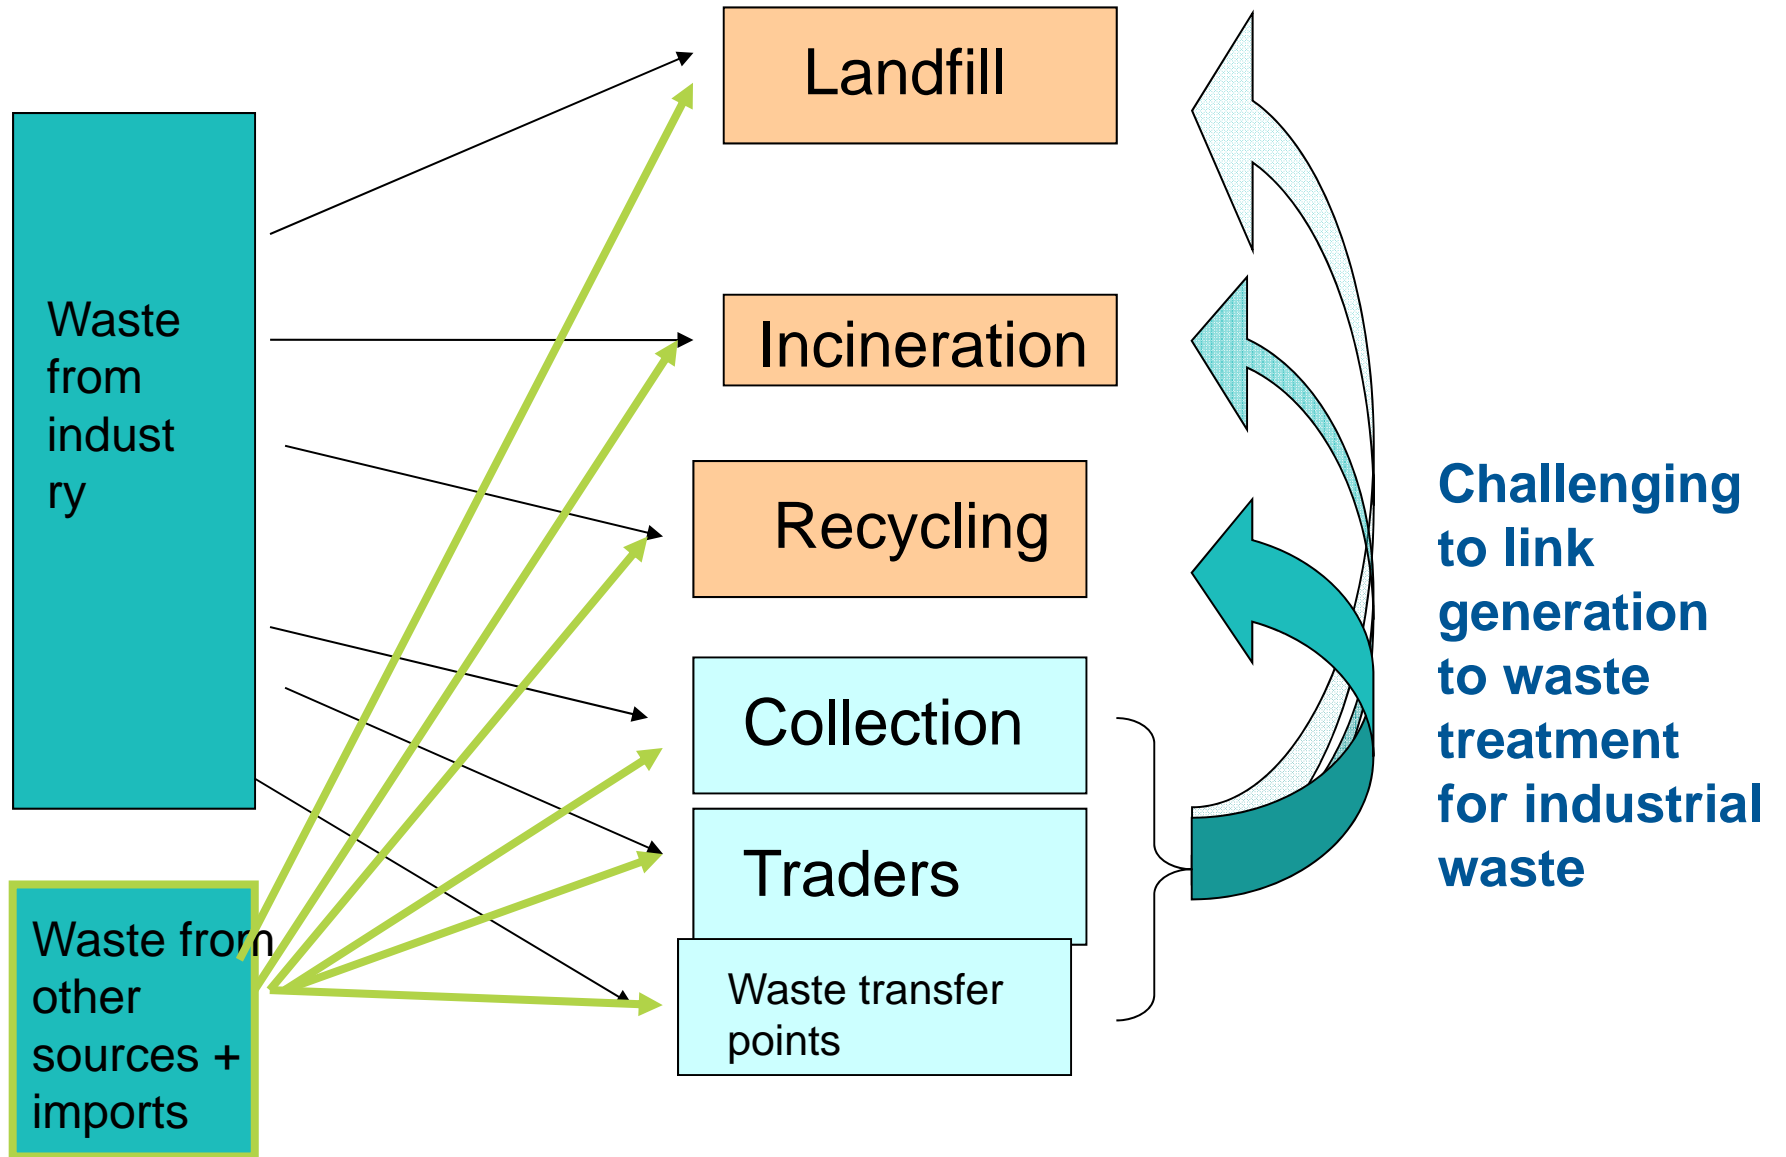 Landfill
Waste
from
indust
ry
Incineration
Recycling
Collection
Traders
Waste transfer
points
Waste from
other
sources +
imports
Challenging
to link
generation
to waste
treatment
for industrial
waste